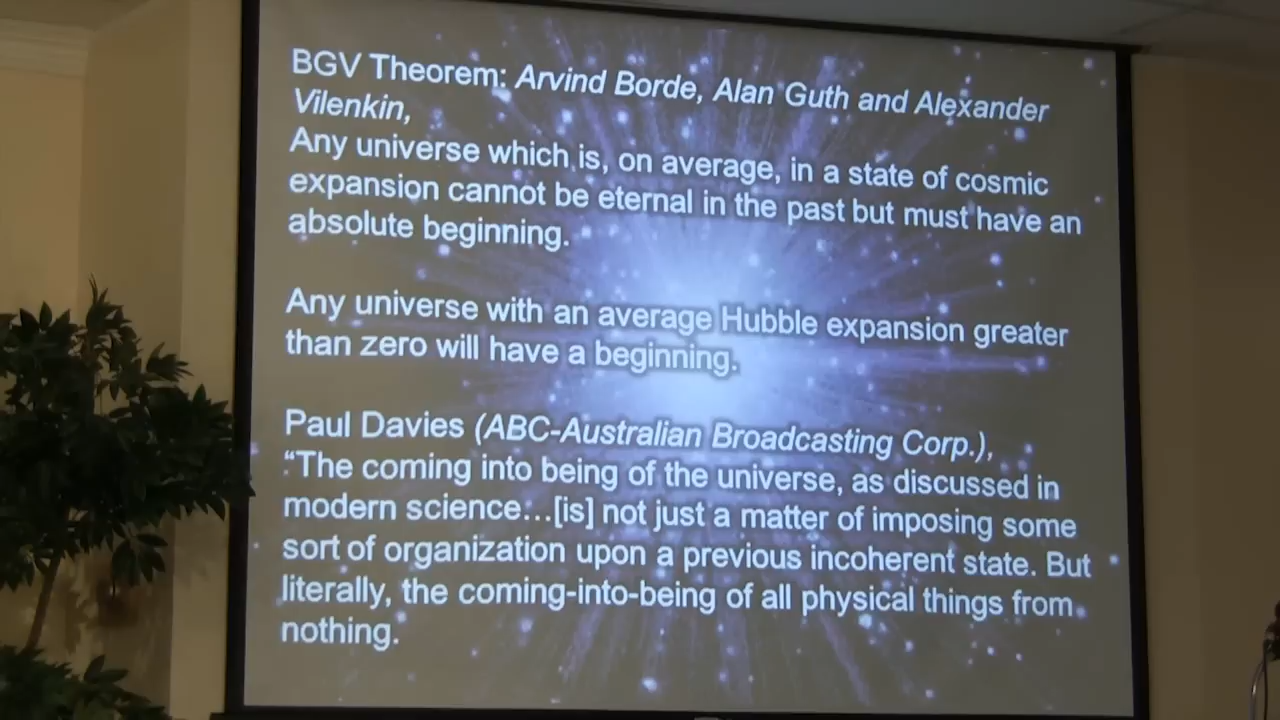 BGV Theorem: Arvind Borde, Alan Guth and Alexander
Vilenkin,
Any universe which is, on average, in a state of cosmic
expansion cannot be eternal in the past but must have an
absolute beginning.
Any universe with an average Hubble expansion greater
than zero will have a beginning.
Paul Davies (ABC-Australian Broadcasting Corp.),
“The coming into being of the universe, as discussed in
modern science…[is] not just a matter of imposing some
sort of organization upon a previous incoherent state. But
literally, the coming-into-being of all physical things from
nothing.